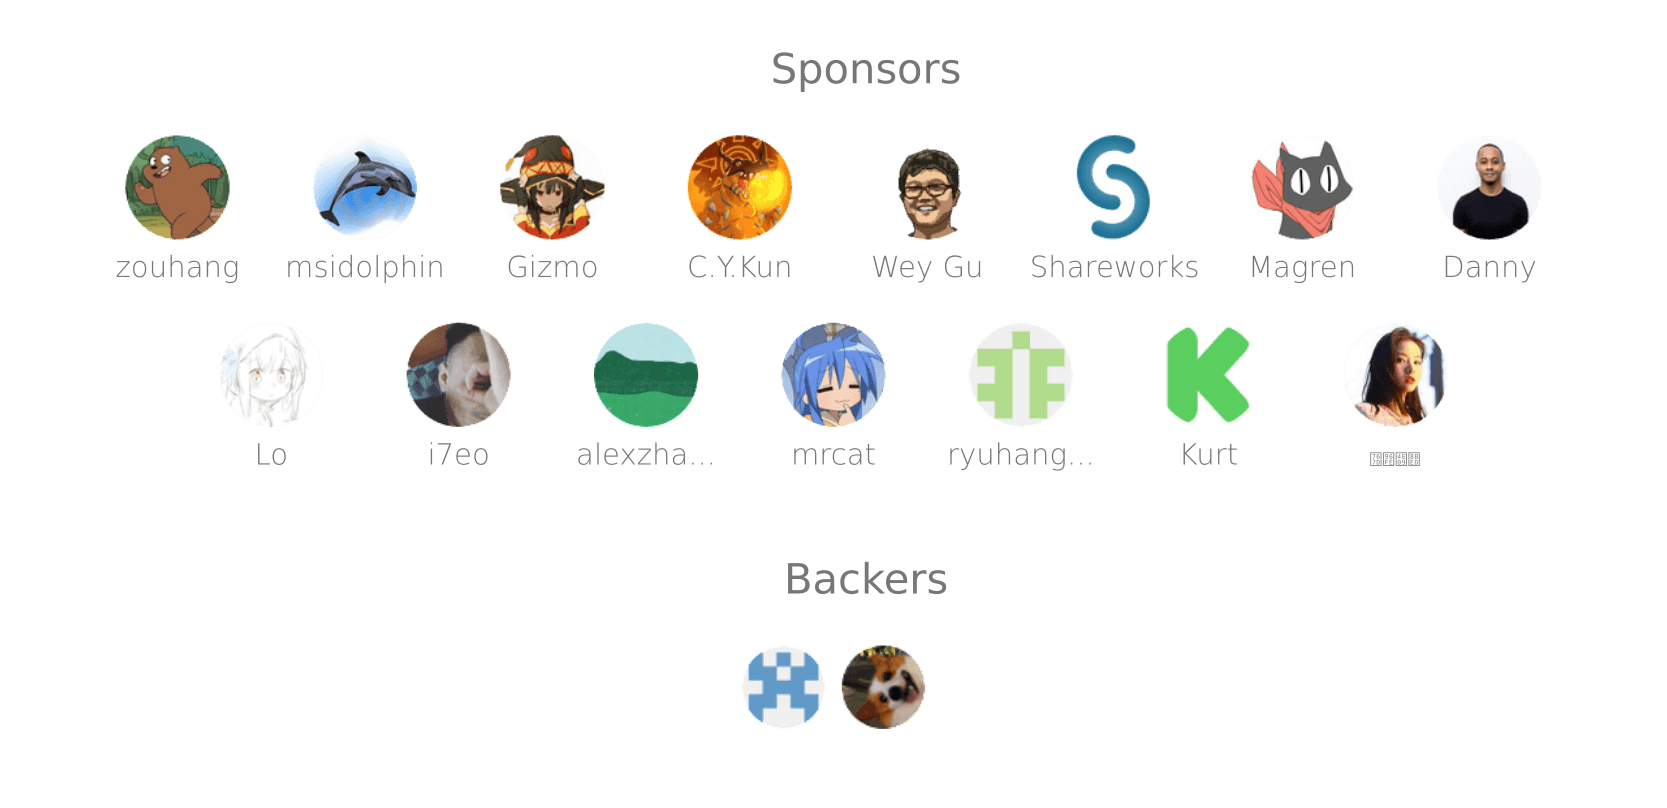 Sponsors
zouhang msidolphin Gizmo C.Y.Kun Wey Gu Shareworks Magren Danny
Lo i7eo alexzha... mrcat ryuhang... Kurt
Backers